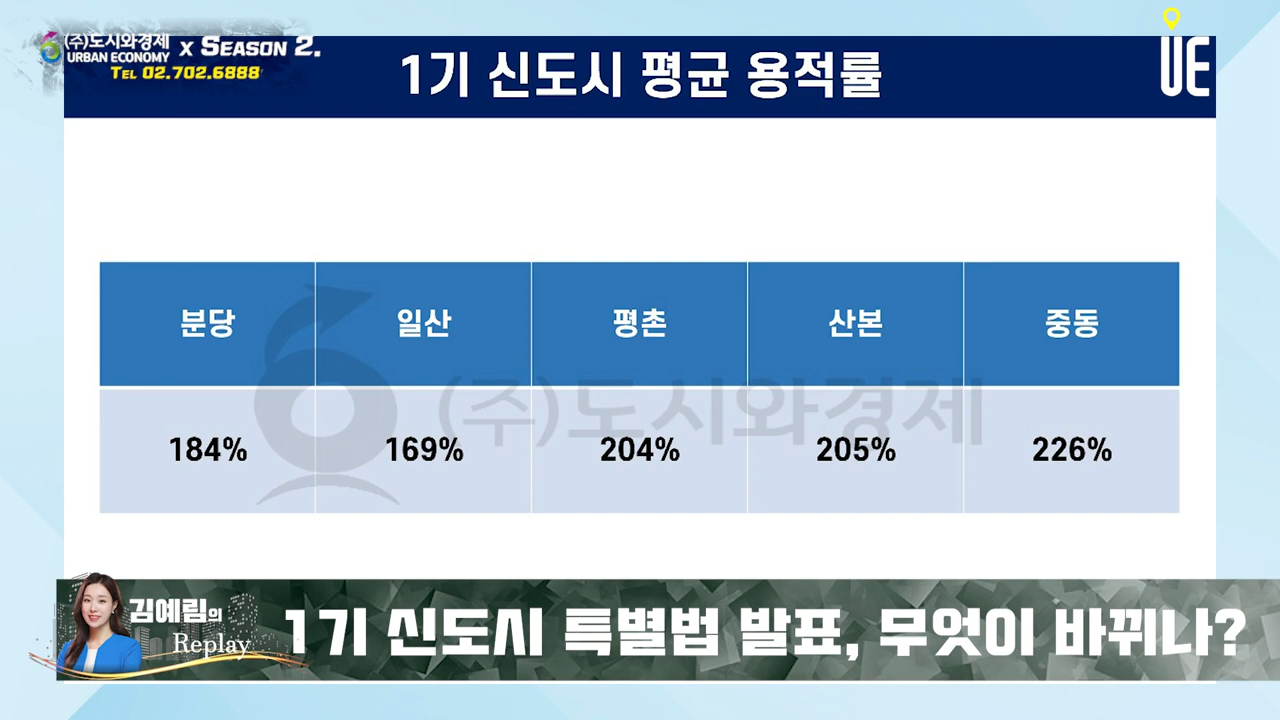 (주)도시와경제
URBAN ECONOMY
X SEASON 2.
TEL 02.702.6888
1기 신도시 평균 용적률
UE
분당 일산 평촌 산본 중동
(주)도시와경제
184% 169% 204% 205% 226%
김예림의
Replay
1기 신도시 특별법 발표, 무엇이 바뀌나?